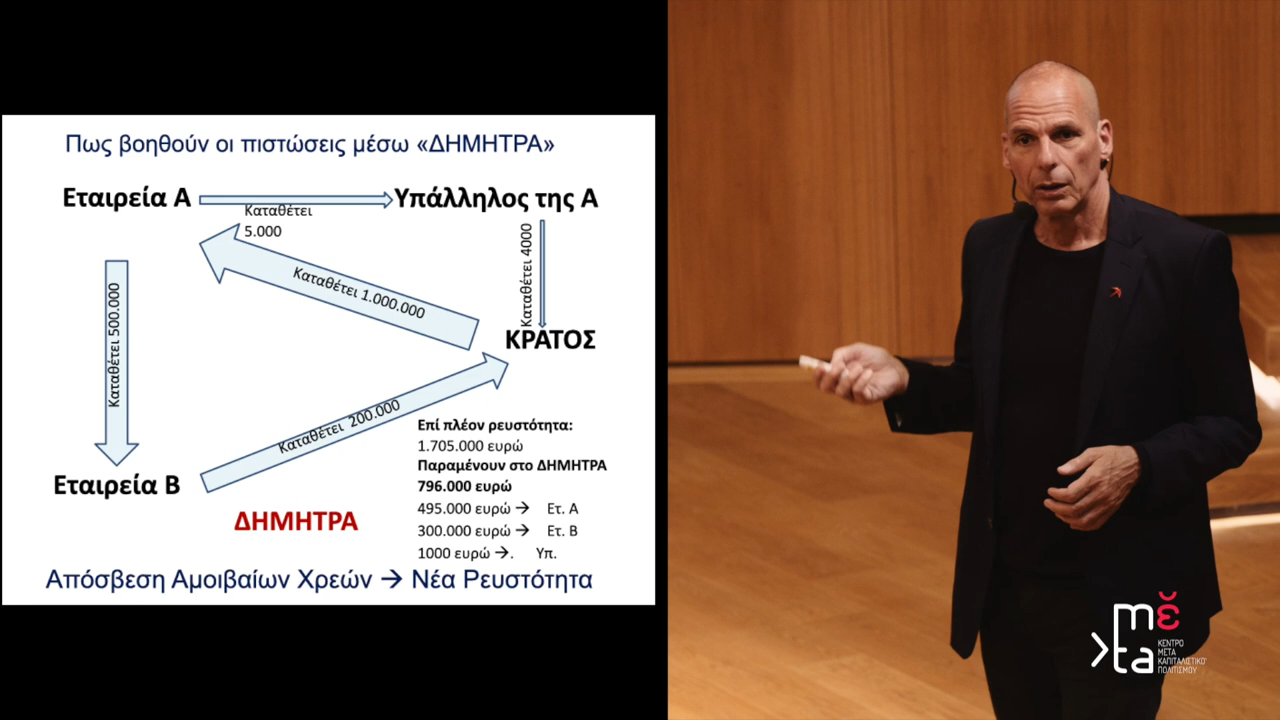 Πως βοηθούν οι πιστώσεις μέσω «ΔΗΜΗΤΡΑ»
Εταιρεία Α
Υπάλληλος της Α
Καταθέτει
5.000
Καταθέτει 4000
Καταθέτει 1.000.000
ΚΡΑΤΟΣ
Καταθέτει 500.000
Καταθέτει 200.000
Εταιρεία Β
ΔΗΜΗΤΡΑ
Επί πλέον ρευστότητα:
1.705.000 ευρώ
Παραμένουν στο ΔΗΜΗΤΡΑ
796.000 ευρώ
495.000 ευρώ → Ετ. Α
300.000 ευρώ → Ετ. Β
1000 ευρώ →. Υπ.
Απόσβεση Αμοιβαίων Χρεών → Νέα Ρευστότητα
mέta
ΚΕΝΤΡΟ
ΜΕΤΑ
ΚΑΠΙΤΑΛΙΣΤΙΚΟΥ
ΠΟΛΙΤΙΣΜΟΥ